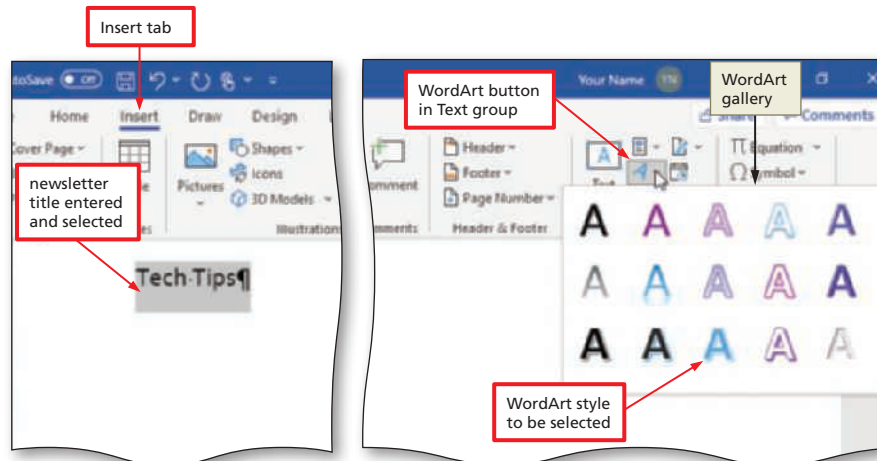 Insert tab
AutoSave Off
Home Insert Draw Design
Cover Page
Pictures
Shapes
Icons
3D Models
Illustrations
newsletter
title entered
and selected
Tech·Tips¶
WordArt button
in Text group
Your Name YN
WordArt
gallery
Share Comments
Comment
Header
Footer
Page Number
Text
Equation
Symbol
Comments Header & Footer
A A A A A
A A A A A
A A A A A
WordArt style
to be selected